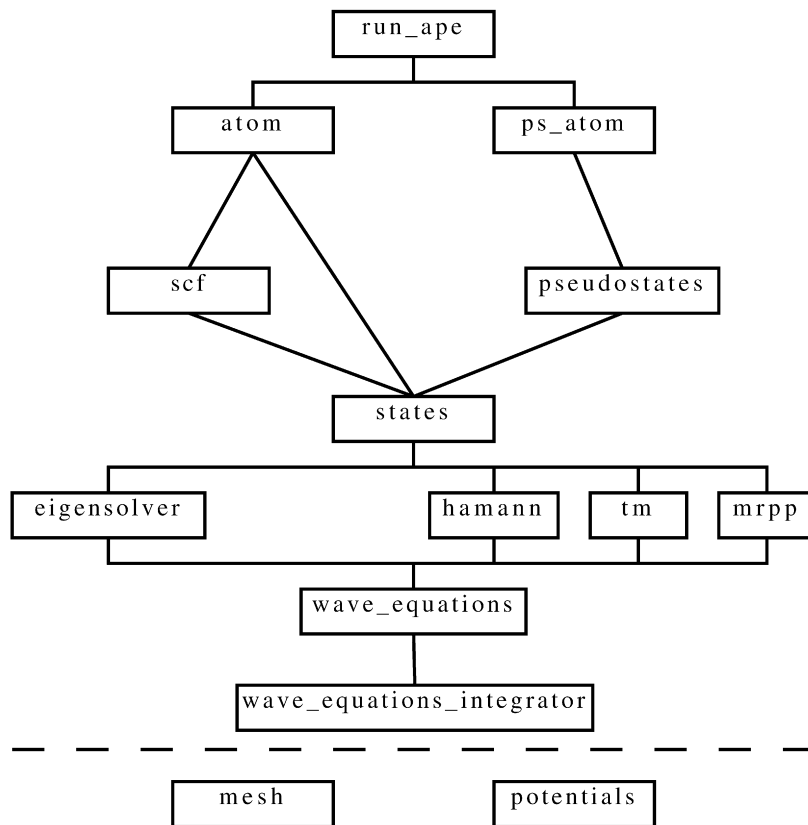 run_ape
atom
ps_atom
scf
pseudostates
states
eigensolver
hamann
tm
mrpp
wave_equations
wave_equations_integrator
mesh
potentials